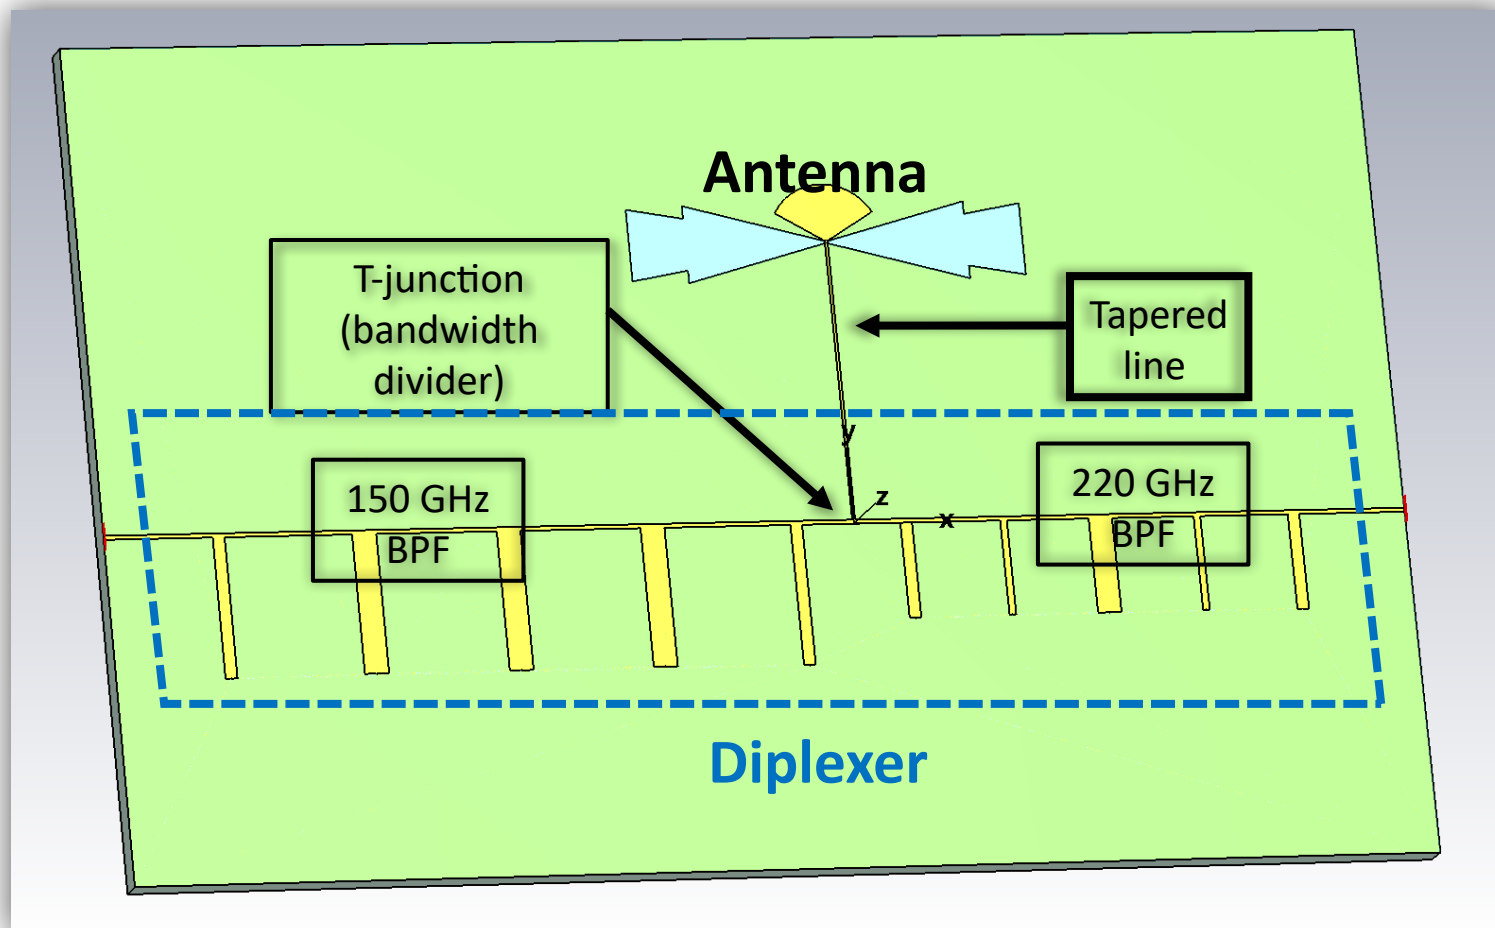 Antenna
T-junction
(bandwidth
divider)
Tapered
line
y
z
x
150 GHz
BPF
220 GHz
BPF
Diplexer